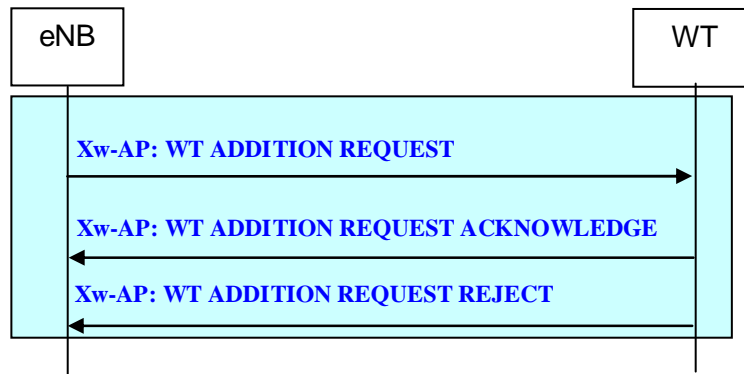 eNB
WT
Xw-AP: WT ADDITION REQUEST
Xw-AP: WT ADDITION REQUEST ACKNOWLEDGE
Xw-AP: WT ADDITION REQUEST REJECT